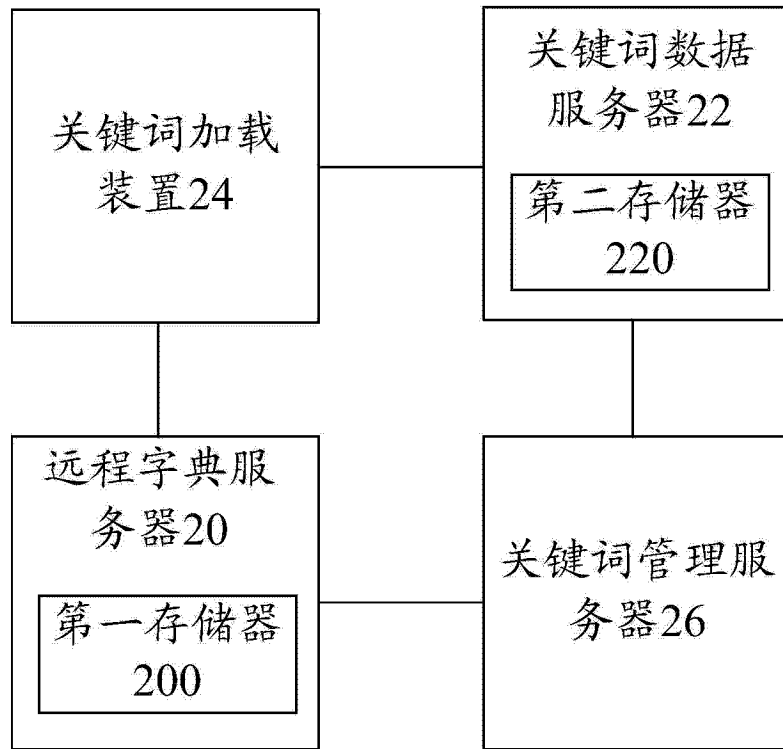 关键词加载
装置24
关键词数据
服务器22
第二存储器
220
远程字典服
务器20
第一存储器
200
关键词管理服
务器26